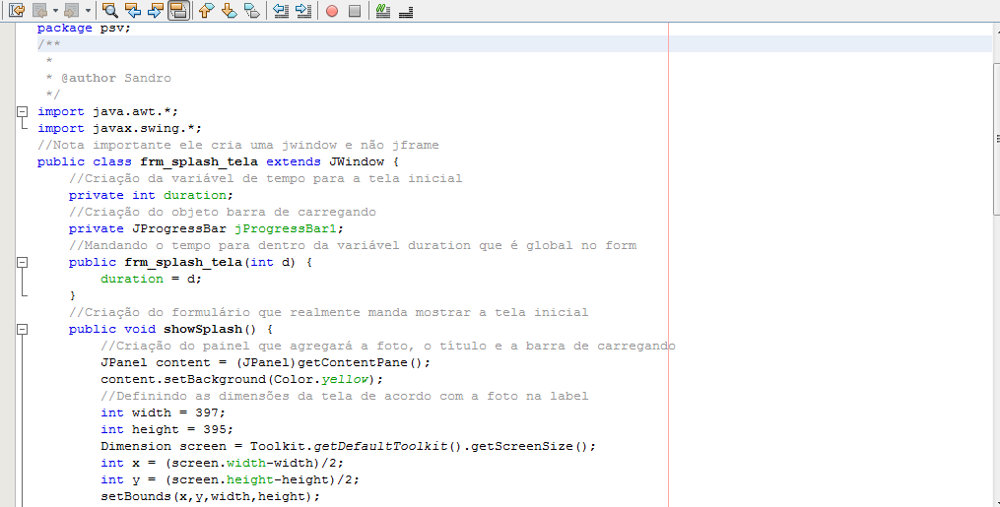 package psv;
/**
 *
 * @author Sandro
 */
import java.awt.*;
import javax.swing.*;
//Nota importante ele cria uma jwindow e não jframe
public class frm_splash_tela extends JWindow {
    //Criação da variável de tempo para a tela inicial
    private int duration;
    //Criação do objeto barra de carregando
    private JProgressBar jProgressBar1;
    //Mandando o tempo para dentro da variável duration que é global no form
    public frm_splash_tela(int d) {
        duration = d;
    }
    //Criação do formulário que realmente manda mostrar a tela inicial
    public void showSplash() {
        //Criação do painel que agregará a foto, o título e a barra de carregando
        JPanel content = (JPanel)getContentPane();
        content.setBackground(Color.yellow);
        //Definindo as dimensões da tela de acordo com a foto na label
        int width = 397;
        int height = 395;
        Dimension screen = Toolkit.getDefaultToolkit().getScreenSize();
        int x = (screen.width-width)/2;
        int y = (screen.height-height)/2;
        setBounds(x,y,width,height);